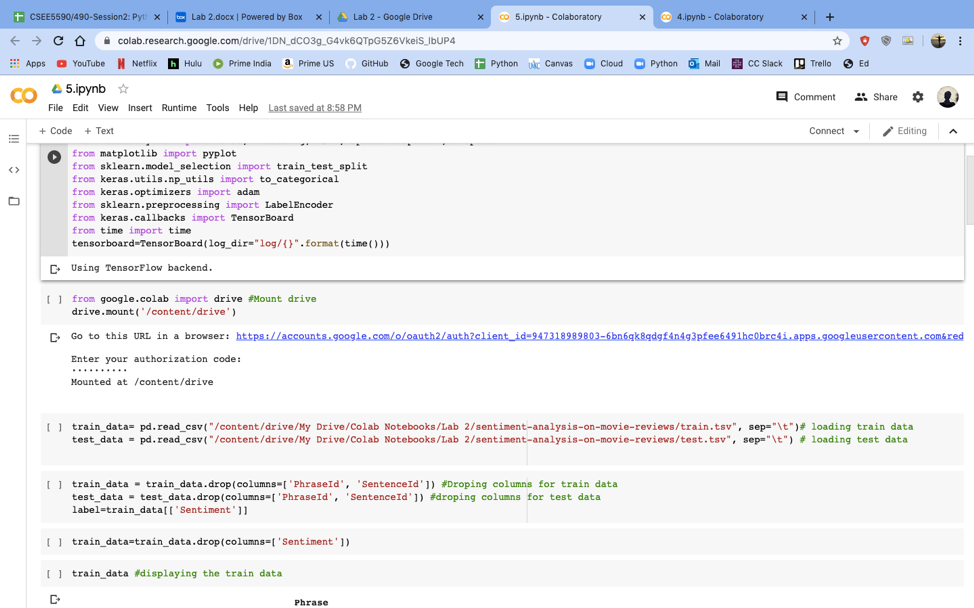 CSEE5590/490-Session2: Pyt
Lab 2.docx | Powered by Box
Lab 2 - Google Drive
5.ipynb - Colaboratory
4.ipynb - Colaboratory
colab.research.google.com/drive/1DN_dCO3g_G4vk6QTpG5Z6VkeiS_lbUP4
Apps YouTube Netflix Hulu Prime India Prime US GitHub Google Tech Python Canvas Cloud Python Mail CC Slack Trello Ed
5.ipynb
File Edit View Insert Runtime Tools Help Last saved at 8:58 PM
Comment Share
+ Code + Text
Connect Editing
from matplotlib import pyplot
from sklearn.model_selection import train_test_split
from keras.utils.np_utils import to_categorical
from keras.optimizers import adam
from sklearn.preprocessing import LabelEncoder
from keras.callbacks import TensorBoard
from time import time
tensorboard=TensorBoard(log_dir="log/{}".format(time()))
Using TensorFlow backend.
[ ] from google.colab import drive #Mount drive
drive.mount('/content/drive')
Go to this URL in a browser: https://accounts.google.com/o/oauth2/auth?client_id=947318989803-6bn6qk8qdgf4n4g3pfee6491hc0brc4i.apps.googleusercontent.com&red
Enter your authorization code:
··········
Mounted at /content/drive
[ ] train_data= pd.read_csv("/content/drive/My Drive/Colab Notebooks/Lab 2/sentiment-analysis-on-movie-reviews/train.tsv", sep="\t")# loading train data
test_data = pd.read_csv("/content/drive/My Drive/Colab Notebooks/Lab 2/sentiment-analysis-on-movie-reviews/test.tsv", sep="\t") # loading test data
[ ] train_data = train_data.drop(columns=['PhraseId', 'SentenceId']) #Droping columns for train data
test_data = test_data.drop(columns=['PhraseId', 'SentenceId']) #droping columns for test data
label=train_data[['Sentiment']]
[ ] train_data=train_data.drop(columns=['Sentiment'])
[ ] train_data #displaying the train data
Phrase